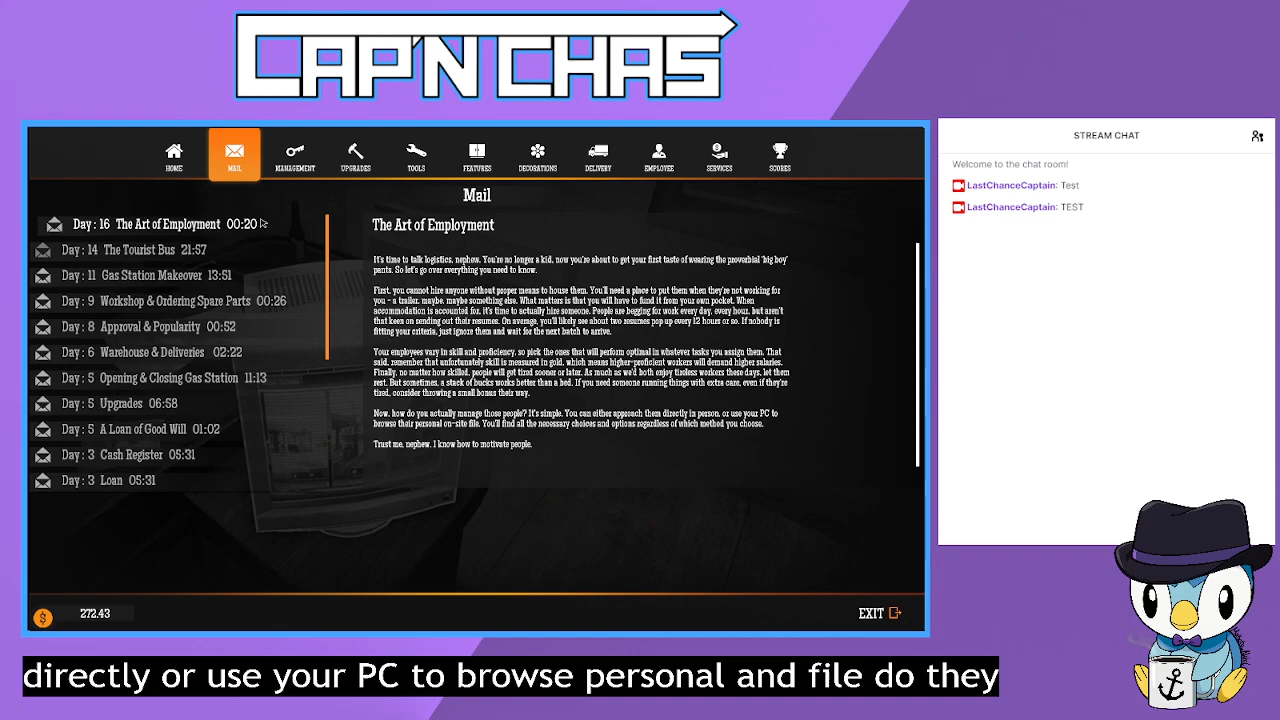 CAP'N CHAS
HOME
MAIL
MANAGEMENT
UPGRADES
TOOLS
FEATURES
DECORATIONS
DELIVERY
EMPLOYEE
SERVICES
SCORES
Mail
Day : 16 The Art of Employment 00:20
Day : 14 The Tourist Bus 21:57
Day : 11 Gas Station Makeover 13:51
Day : 9 Workshop & Ordering Spare Parts 00:26
Day : 8 Approval & Popularity 00:52
Day : 6 Warehouse & Deliveries 02:22
Day : 5 Opening & Closing Gas Station 11:13
Day : 5 Upgrades 06:58
Day : 5 A Loan of Good Will 01:02
Day : 3 Cash Register 05:31
Day : 3 Loan 05:31
The Art of Employment
It's time to talk logistics, nephew. You're no longer a kid, now you're about to get your first taste of wearing the proverbial 'big boy'
pants. So let's go over everything you need to know.
First, you cannot hire anyone without proper means to house them. You'll need a place to put them when they're not working for
you - a trailer, maybe, maybe something else. What matters is that you will have to fund it from your own pocket. When
accommodation is accounted for, it's time to actually hire someone. People are begging for work every day, every hour, but aren't
that keen on sending out their resumes. On average, you'll likely see about two resumes pop up every 12 hours or so. If nobody is
fitting your criteria, just ignore them and wait for the next batch to arrive.
Your employees vary in skill and proficiency, so pick the ones that will perform optimal in whatever tasks you assign them. That
said, remember that unfortunately skill is measured in gold, which means higher-proficient workers will demand higher salaries.
Finally, no matter how skilled, people will get tired sooner or later. As much as we'd both enjoy tireless workers these days, let them
rest. But sometimes, a stack of bucks works better than a bed. If you need someone running things with extra care, even if they're
tired, consider throwing a small bonus their way.
Now, how do you actually manage those people? It's simple. You can either approach them directly in person, or use your PC to
browse their personal on-site file. You'll find all the necessary choices and options regardless of which method you choose.
Trust me, nephew. I know how to motivate people.
$ 272.43
EXIT
STREAM CHAT
Welcome to the chat room!
LastChanceCaptain: Test
LastChanceCaptain: TEST
directly or use your PC to browse personal and file do they